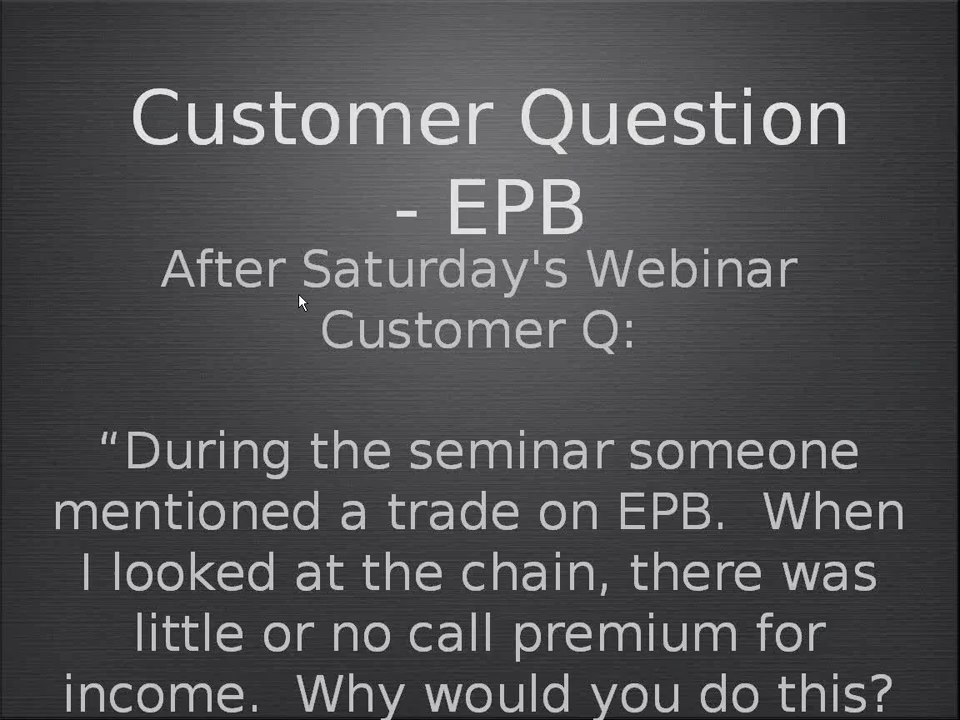 Customer Question
- EPB
After Saturday's Webinar
Customer Q:
“During the seminar someone
mentioned a trade on EPB.  When
I looked at the chain, there was
little or no call premium for
income.  Why would you do this?